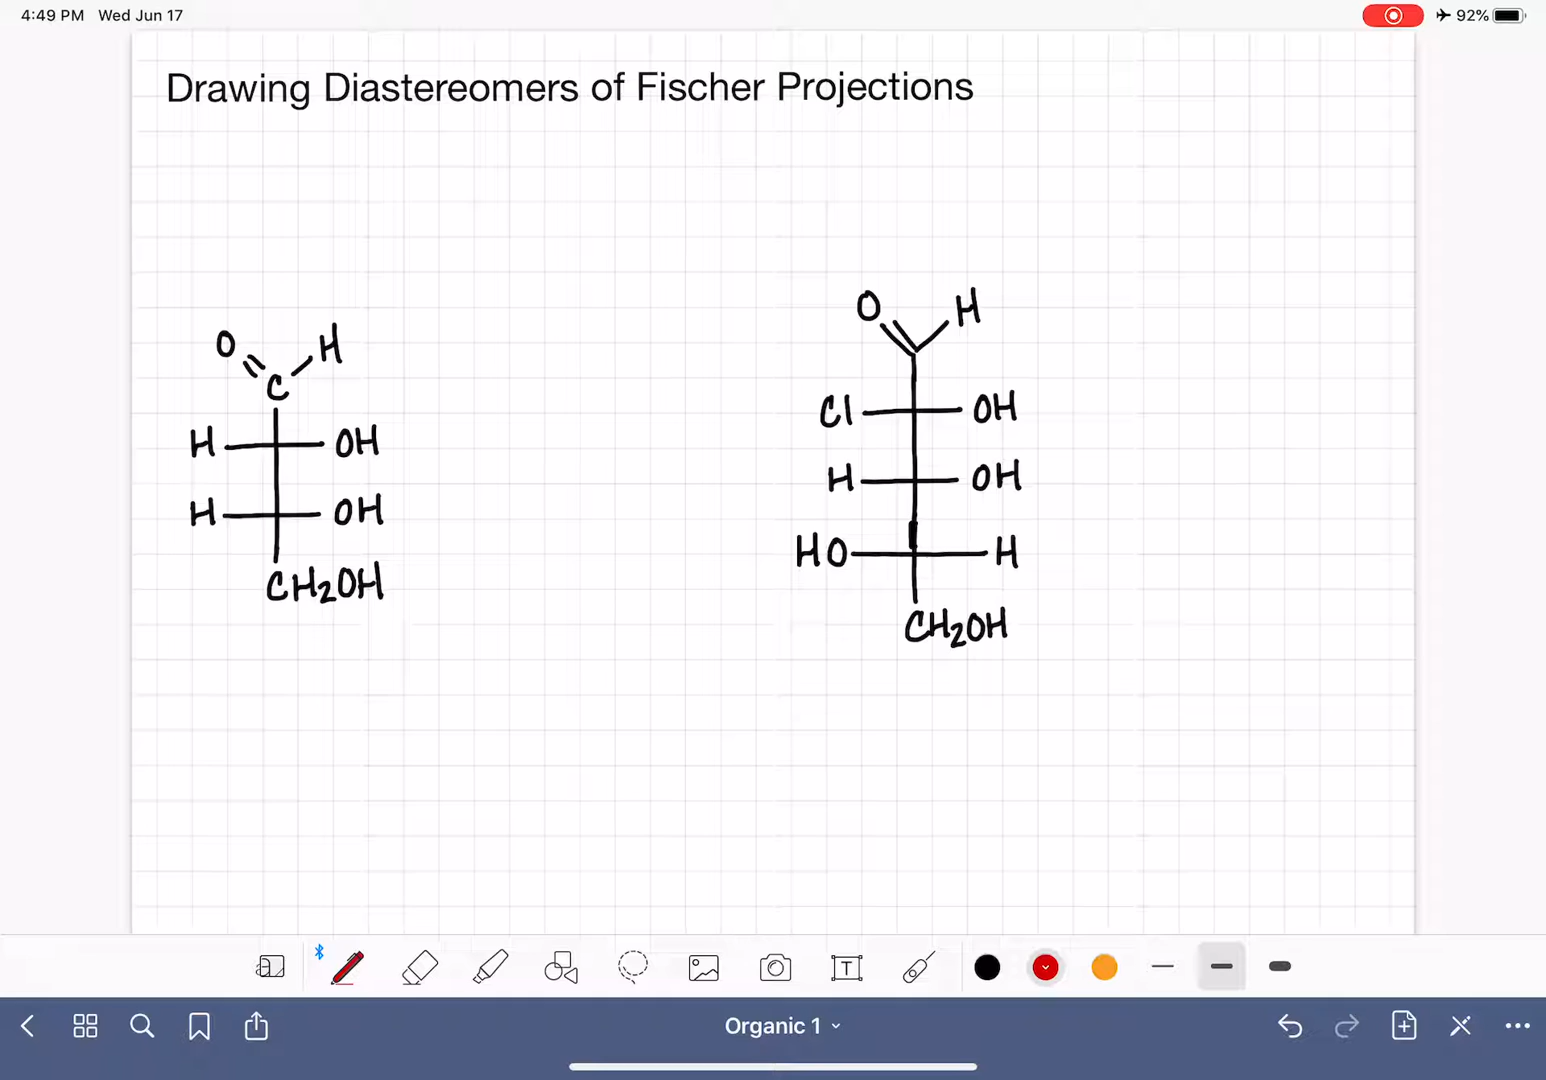 4:49 PM Wed Jun 17
92%
Drawing Diastereomers of Fischer Projections
O H
C
H OH
H OH
CH₂OH
O H
Cl OH
H OH
HO H
CH₂OH
T
Organic 1